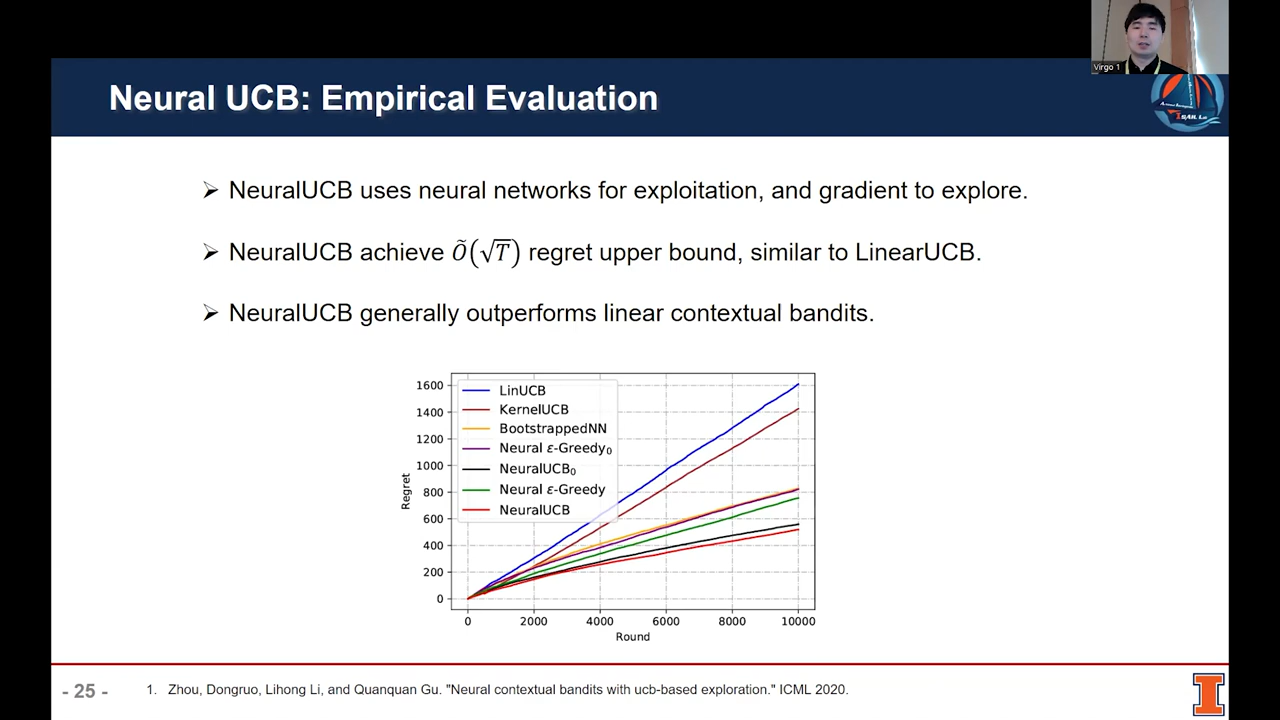 Virgo 1
Neural UCB: Empirical Evaluation
➢ NeuralUCB uses neural networks for exploitation, and gradient to explore.
➢ NeuralUCB achieve Õ(√T) regret upper bound, similar to LinearUCB.
➢ NeuralUCB generally outperforms linear contextual bandits.
LinUCB
KernelUCB
BootstrappedNN
Neural ε-Greedy₀
NeuralUCB₀
Neural ε-Greedy
NeuralUCB
1600
1400
1200
1000
800
600
400
200
0
Regret
0 2000 4000 6000 8000 10000
Round
- 25 -
1. Zhou, Dongruo, Lihong Li, and Quanquan Gu. "Neural contextual bandits with ucb-based exploration." ICML 2020.